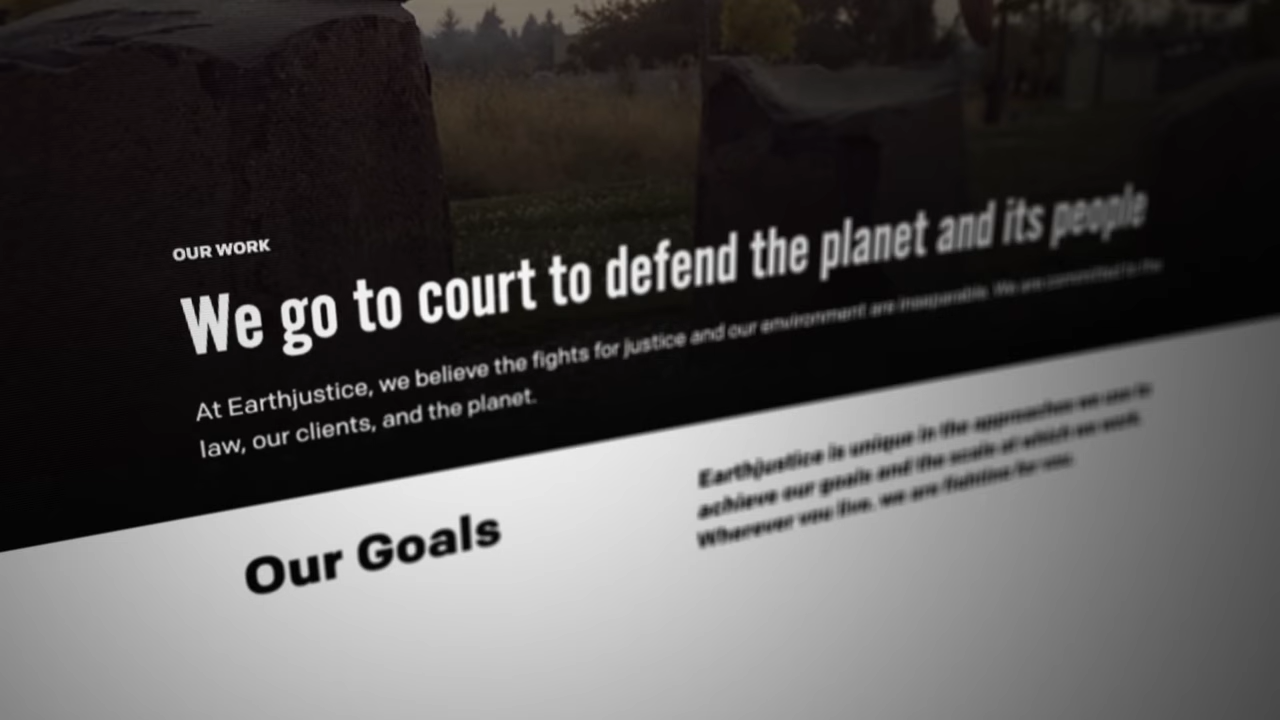 OUR WORK
We go to court to defend the planet and its people
At Earthjustice, we believe the fights for justice and our environment are inseparable. We are committed to the
law, our clients, and the planet.
Our Goals
Earthjustice is unique in the approaches we use to
achieve our goals and the scale at which we work.
Wherever you live, we are fighting for you.